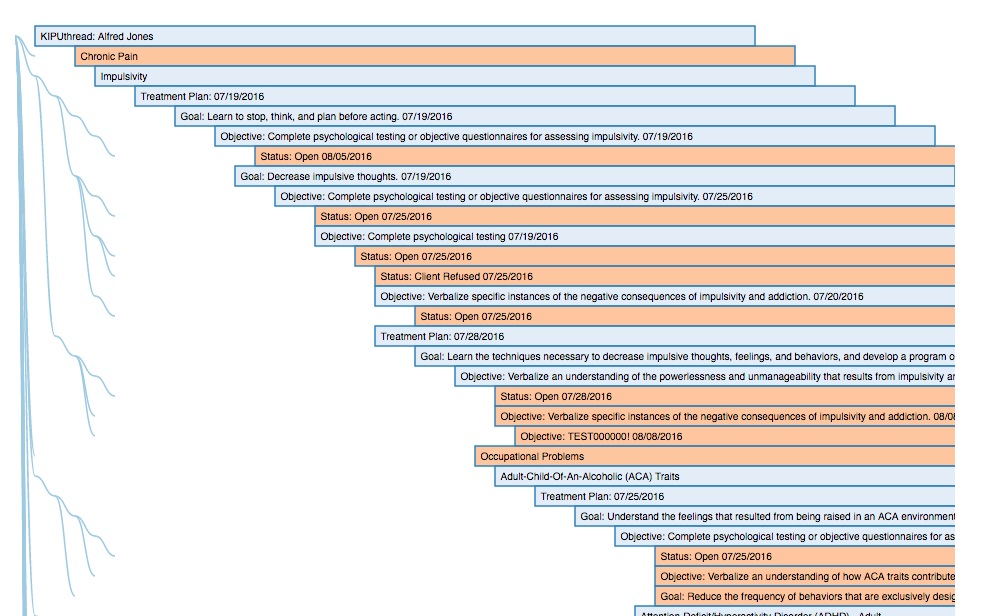 KIPUthread: Alfred Jones
Chronic Pain
Impulsivity
Treatment Plan: 07/19/2016
Goal: Learn to stop, think, and plan before acting. 07/19/2016
Objective: Complete psychological testing or objective questionnaires for assessing impulsivity. 07/19/2016
Status: Open 08/05/2016
Goal: Decrease impulsive thoughts. 07/19/2016
Objective: Complete psychological testing or objective questionnaires for assessing impulsivity. 07/25/2016
Status: Open 07/25/2016
Objective: Complete psychological testing 07/19/2016
Status: Open 07/25/2016
Status: Client Refused 07/25/2016
Objective: Verbalize specific instances of the negative consequences of impulsivity and addiction. 07/20/2016
Status: Open 07/25/2016
Treatment Plan: 07/28/2016
Goal: Learn the techniques necessary to decrease impulsive thoughts, feelings, and behaviors, and develop a program o
Objective: Verbalize an understanding of the powerlessness and unmanageability that results from impulsivity
Status: Open 07/28/2016
Objective: Verbalize specific instances of the negative consequences of impulsivity and addiction. 08/0
Objective: TEST000000! 08/08/2016
Occupational Problems
Adult-Child-Of-An-Alcoholic (ACA) Traits
Treatment Plan: 07/25/2016
Goal: Understand the feelings that resulted from being raised in an ACA environment
Objective: Complete psychological testing or objective questionnaires for as
Status: Open 07/25/2016
Objective: Verbalize an understanding of how ACA traits contribute
Goal: Reduce the frequency of behaviors that are exclusively
Attention-Deficit/Hyperactivity Disorder (ADHD) - Adult